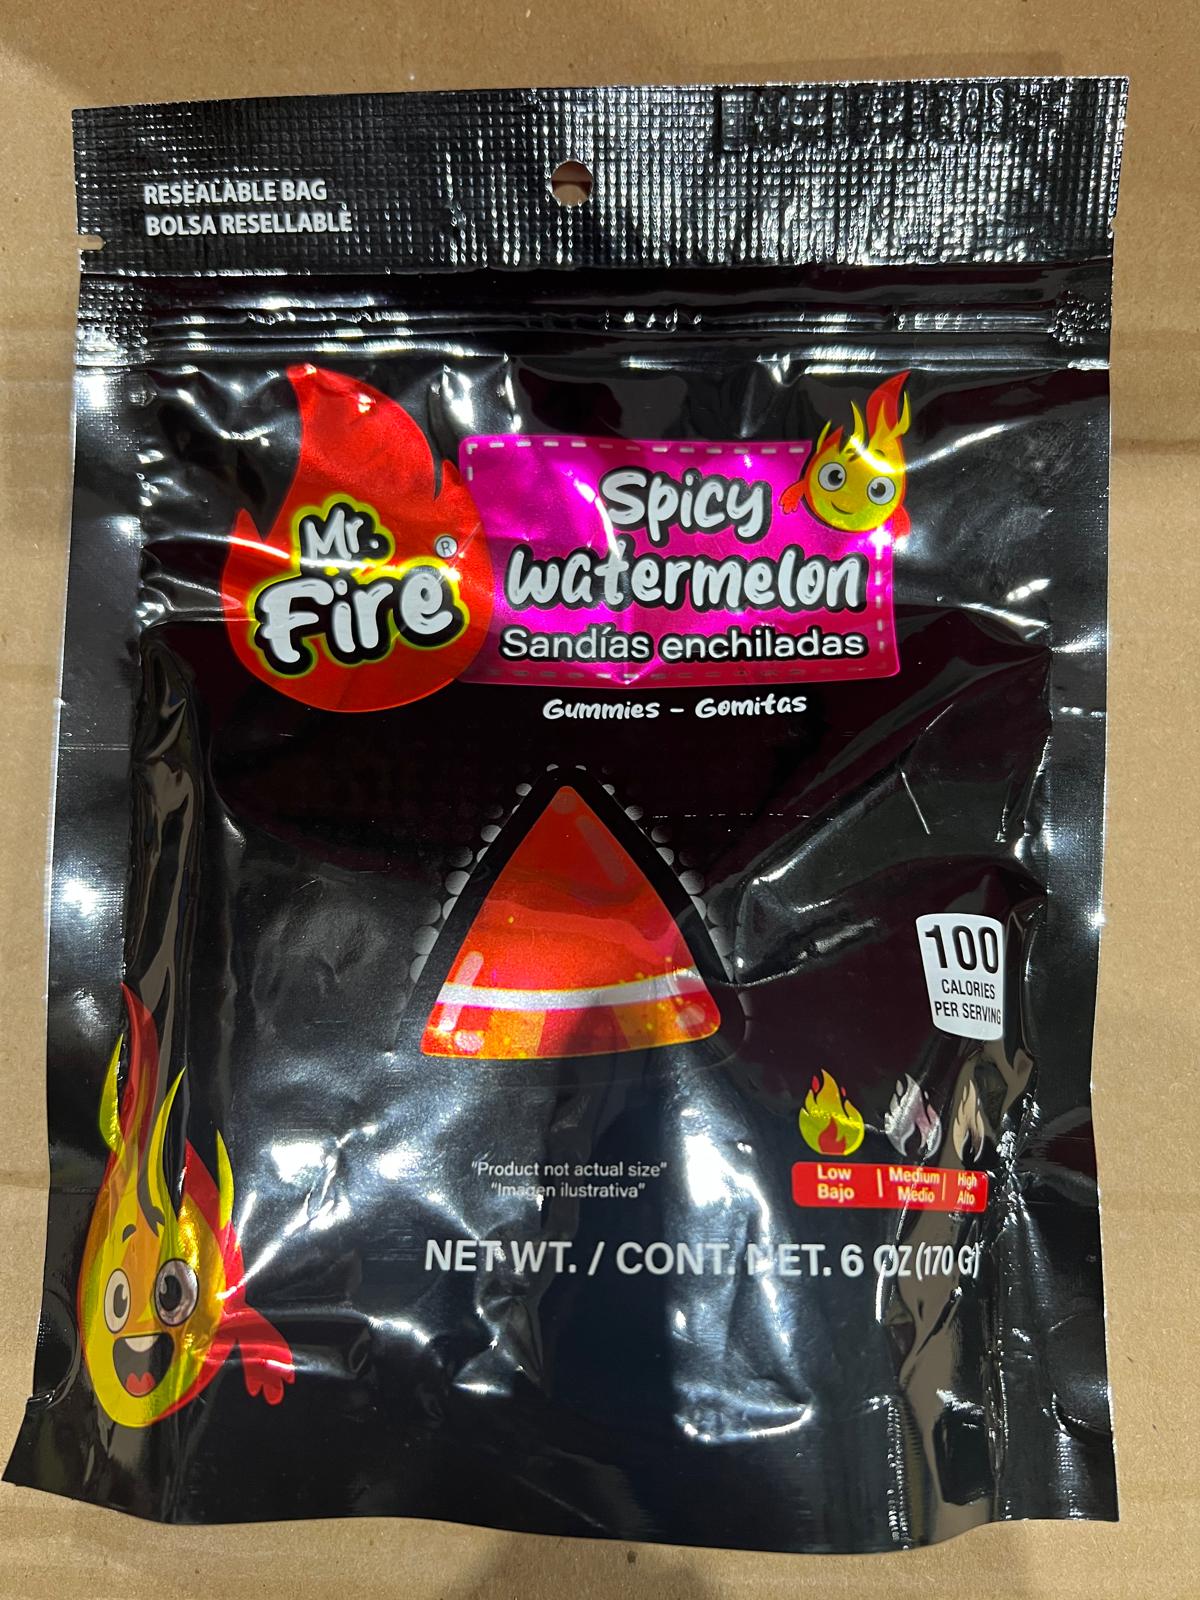 RESEALABLE BAG
BOLSA RESELLABLE
Mr.
Fire
®
Spicy
watermelon
Sandías enchiladas
Gummies - Gomitas
100
CALORIES
PER SERVING
Low
Bajo
Medium
Medio
High
Alto
"Product not actual size"
"Imagen ilustrativa"
NET WT. / CONT. NET. 6 OZ (170 G)